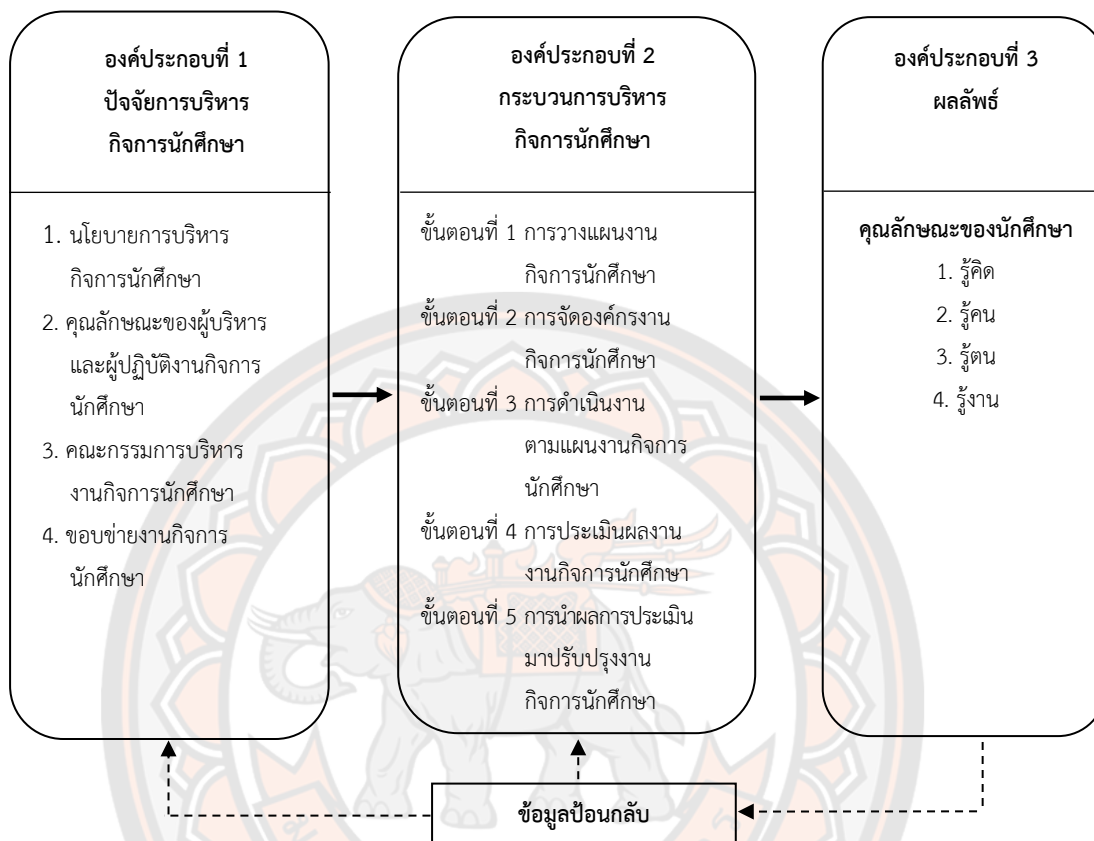 องค์ประกอบที่ 1
ปัจจัยการบริหาร
กิจการนักศึกษา
1. นโยบายการบริหาร
กิจการนักศึกษา
2. คุณลักษณะของผู้บริหาร
และผู้ปฏิบัติงานกิจการ
นักศึกษา
3. คณะกรรมการบริหาร
งานกิจการนักศึกษา
4. ขอบข่ายงานกิจการ
นักศึกษา
องค์ประกอบที่ 2
กระบวนการบริหาร
กิจการนักศึกษา
ขั้นตอนที่ 1 การวางแผนงาน
กิจการนักศึกษา
ขั้นตอนที่ 2 การจัดองค์กรงาน
กิจการนักศึกษา
ขั้นตอนที่ 3 การดำเนินงาน
ตามแผนงานกิจการ
นักศึกษา
ขั้นตอนที่ 4 การประเมินผลงาน
งานกิจการนักศึกษา
ขั้นตอนที่ 5 การนำผลการประเมิน
มาปรับปรุงงาน
กิจการนักศึกษา
องค์ประกอบที่ 3
ผลลัพธ์
คุณลักษณะของนักศึกษา
1. รู้คิด
2. รู้คน
3. รู้ตน
4. รู้งาน
ข้อมูลป้อนกลับ